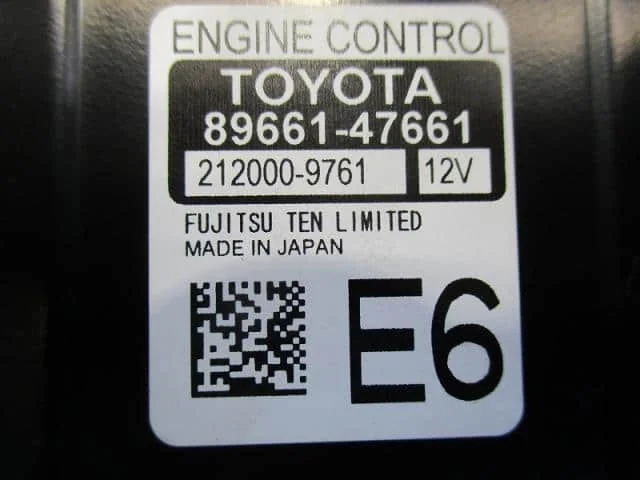 ENGINE CONTROL
TOYOTA
89661-47661
212000-9761 12V
FUJITSU TEN LIMITED
MADE IN JAPAN
E6